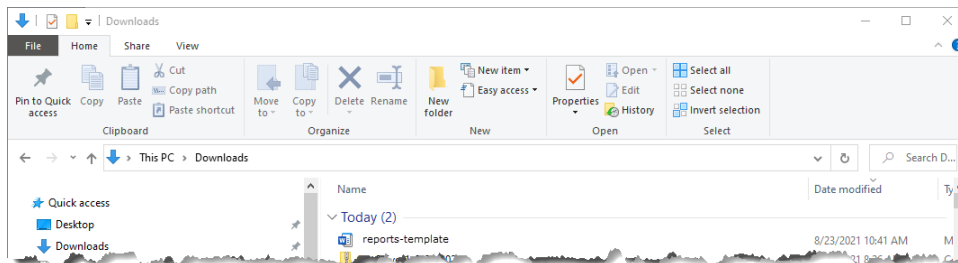 Downloads
File Home Share View
Pin to Quick access
Copy
Paste
Cut
Copy path
Paste shortcut
Clipboard
Move to
Copy to
Delete
Rename
Organize
New folder
New item
Easy access
New
Properties
Open
Edit
History
Open
Select all
Select none
Invert selection
Select
This PC > Downloads
Search D...
Quick access
Desktop
Downloads
Name Date modified
Today (2)
reports-template 8/23/2021 10:41 AM M